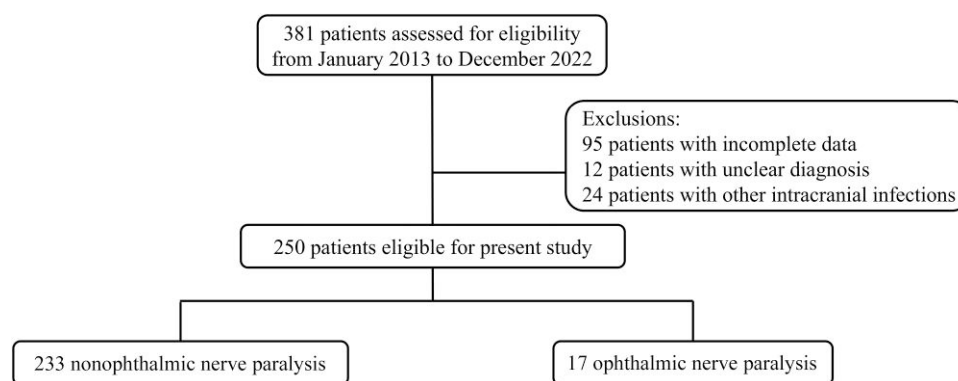 381 patients assessed for eligibility
from January 2013 to December 2022
Exclusions:
95 patients with incomplete data
12 patients with unclear diagnosis
24 patients with other intracranial infections
250 patients eligible for present study
233 nonophthalmic nerve paralysis
17 ophthalmic nerve paralysis